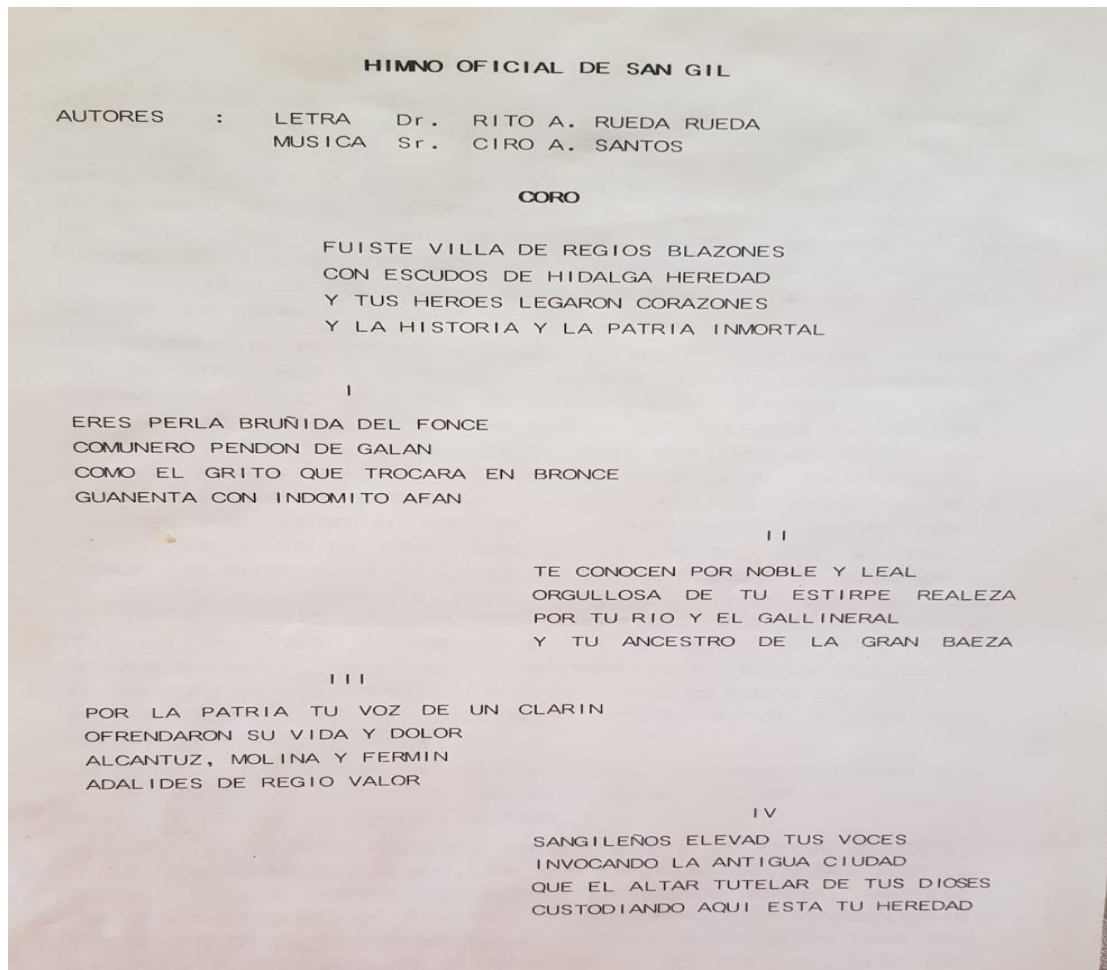 HIMNO OFICIAL DE SAN GIL
AUTORES : LETRA Dr. RITO A. RUEDA RUEDA
MUSICA Sr. CIRO A. SANTOS
CORO
FUISTE VILLA DE REGIOS BLAZONES
CON ESCUDOS DE HIDALGA HEREDAD
Y TUS HEROES LEGARON CORAZONES
Y LA HISTORIA Y LA PATRIA INMORTAL
I
ERES PERLA BRUÑIDA DEL FONCE
COMUNERO PENDON DE GALAN
COMO EL GRITO QUE TROCARA EN BRONCE
GUANENTA CON INDOMITO AFAN
II
TE CONOCEN POR NOBLE Y LEAL
ORGULLOSA DE TU ESTIRPE REALEZA
POR TU RIO Y EL GALLINERAL
Y TU ANCESTRO DE LA GRAN BAEZA
III
POR LA PATRIA TU VOZ DE UN CLARIN
OFRENDARON SU VIDA Y DOLOR
ALCANTUZ, MOLINA Y FERMIN
ADALIDES DE REGIO VALOR
IV
SANGILEÑOS ELEVAD TUS VOCES
INVOCANDO LA ANTIGUA CIUDAD
QUE EL ALTAR TUTELAR DE TUS DIOSES
CUSTODIANDO AQUI ESTA TU HEREDAD